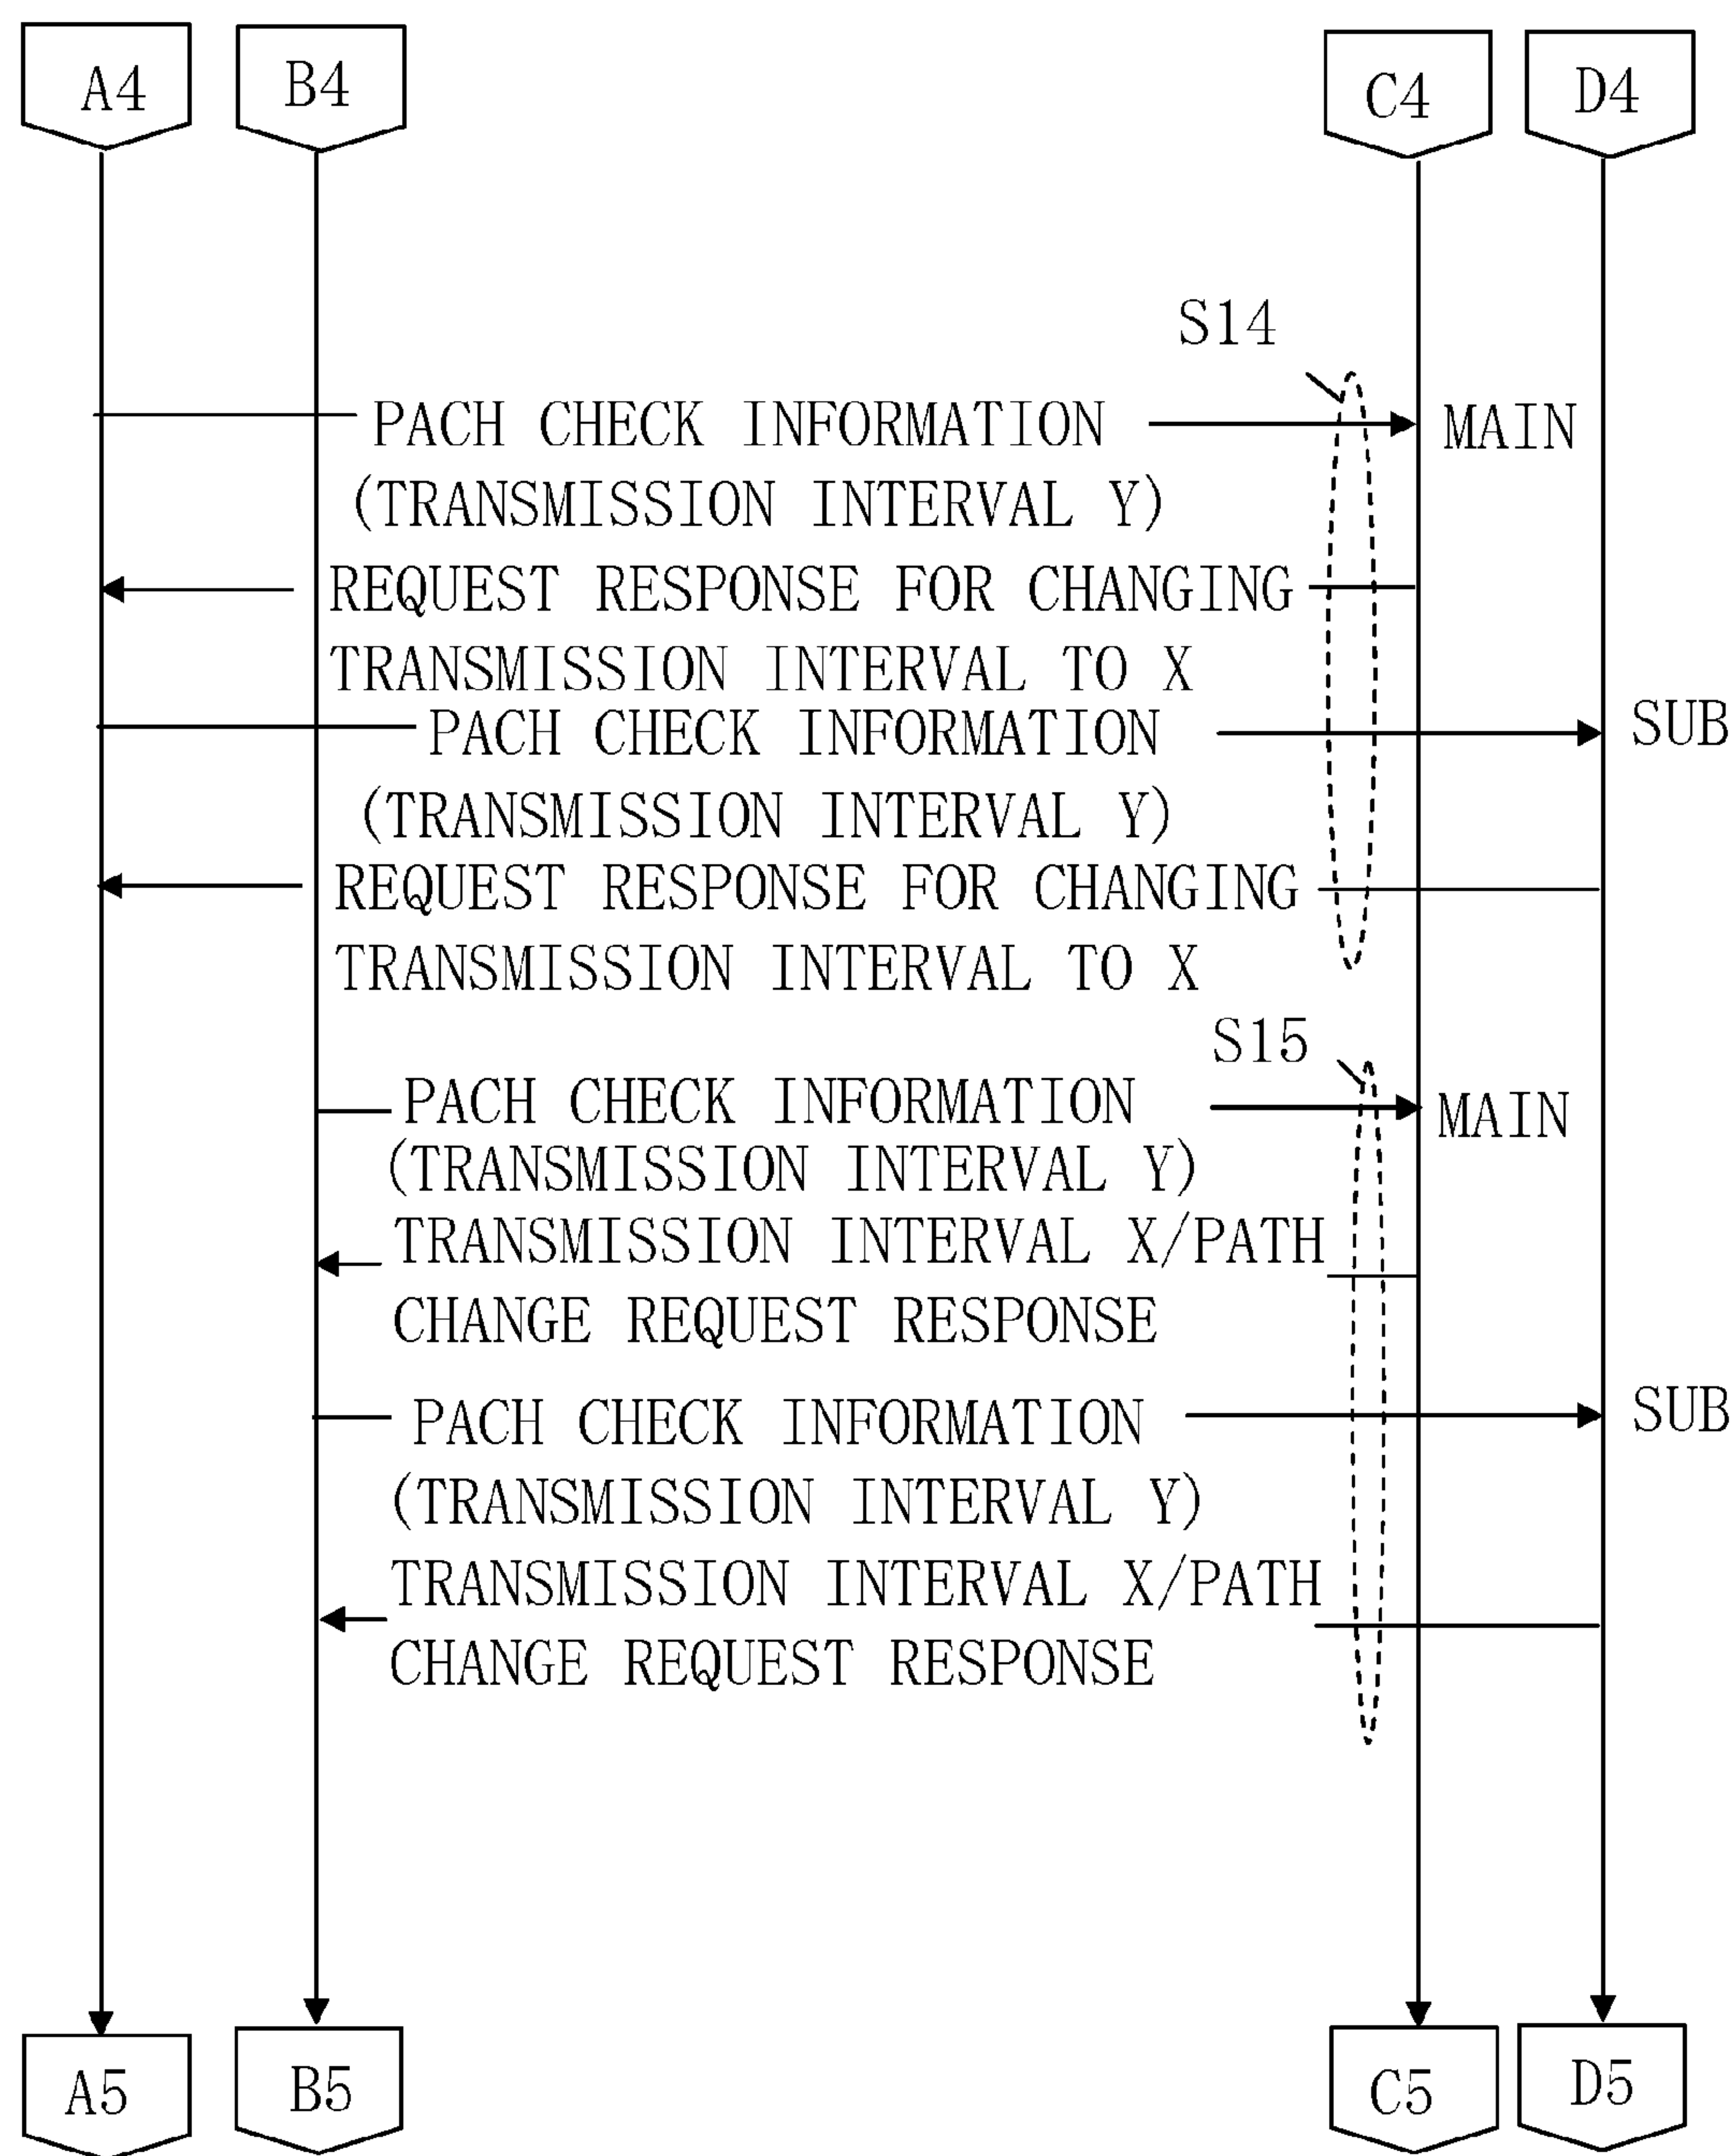 A4
B4
C4
D4
S14
PACH CHECK INFORMATION
MAIN
(TRANSMISSION INTERVAL Y)
REQUEST RESPONSE FOR CHANGING
TRANSMISSION INTERVAL TO X
PACH CHECK INFORMATION
SUB
(TRANSMISSION INTERVAL Y)
REQUEST RESPONSE FOR CHANGING
TRANSMISSION INTERVAL TO X
S15
PACH CHECK INFORMATION
MAIN
(TRANSMISSION INTERVAL Y)
TRANSMISSION INTERVAL X/PATH
CHANGE REQUEST RESPONSE
PACH CHECK INFORMATION
SUB
(TRANSMISSION INTERVAL Y)
TRANSMISSION INTERVAL X/PATH
CHANGE REQUEST RESPONSE
A5
B5
C5
D5